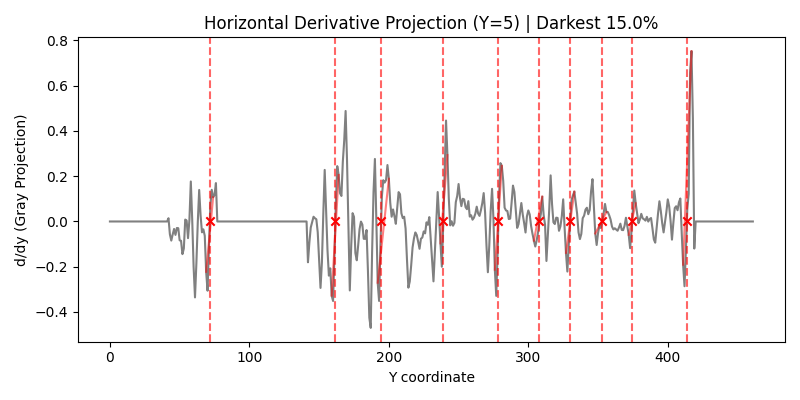 Horizontal Derivative Projection (Y=5) | Darkest 15.0%
d/dy (Gray Projection)
0.8
0.6
0.4
0.2
0.0
−0.2
−0.4
0 100 200 300 400
Y coordinate